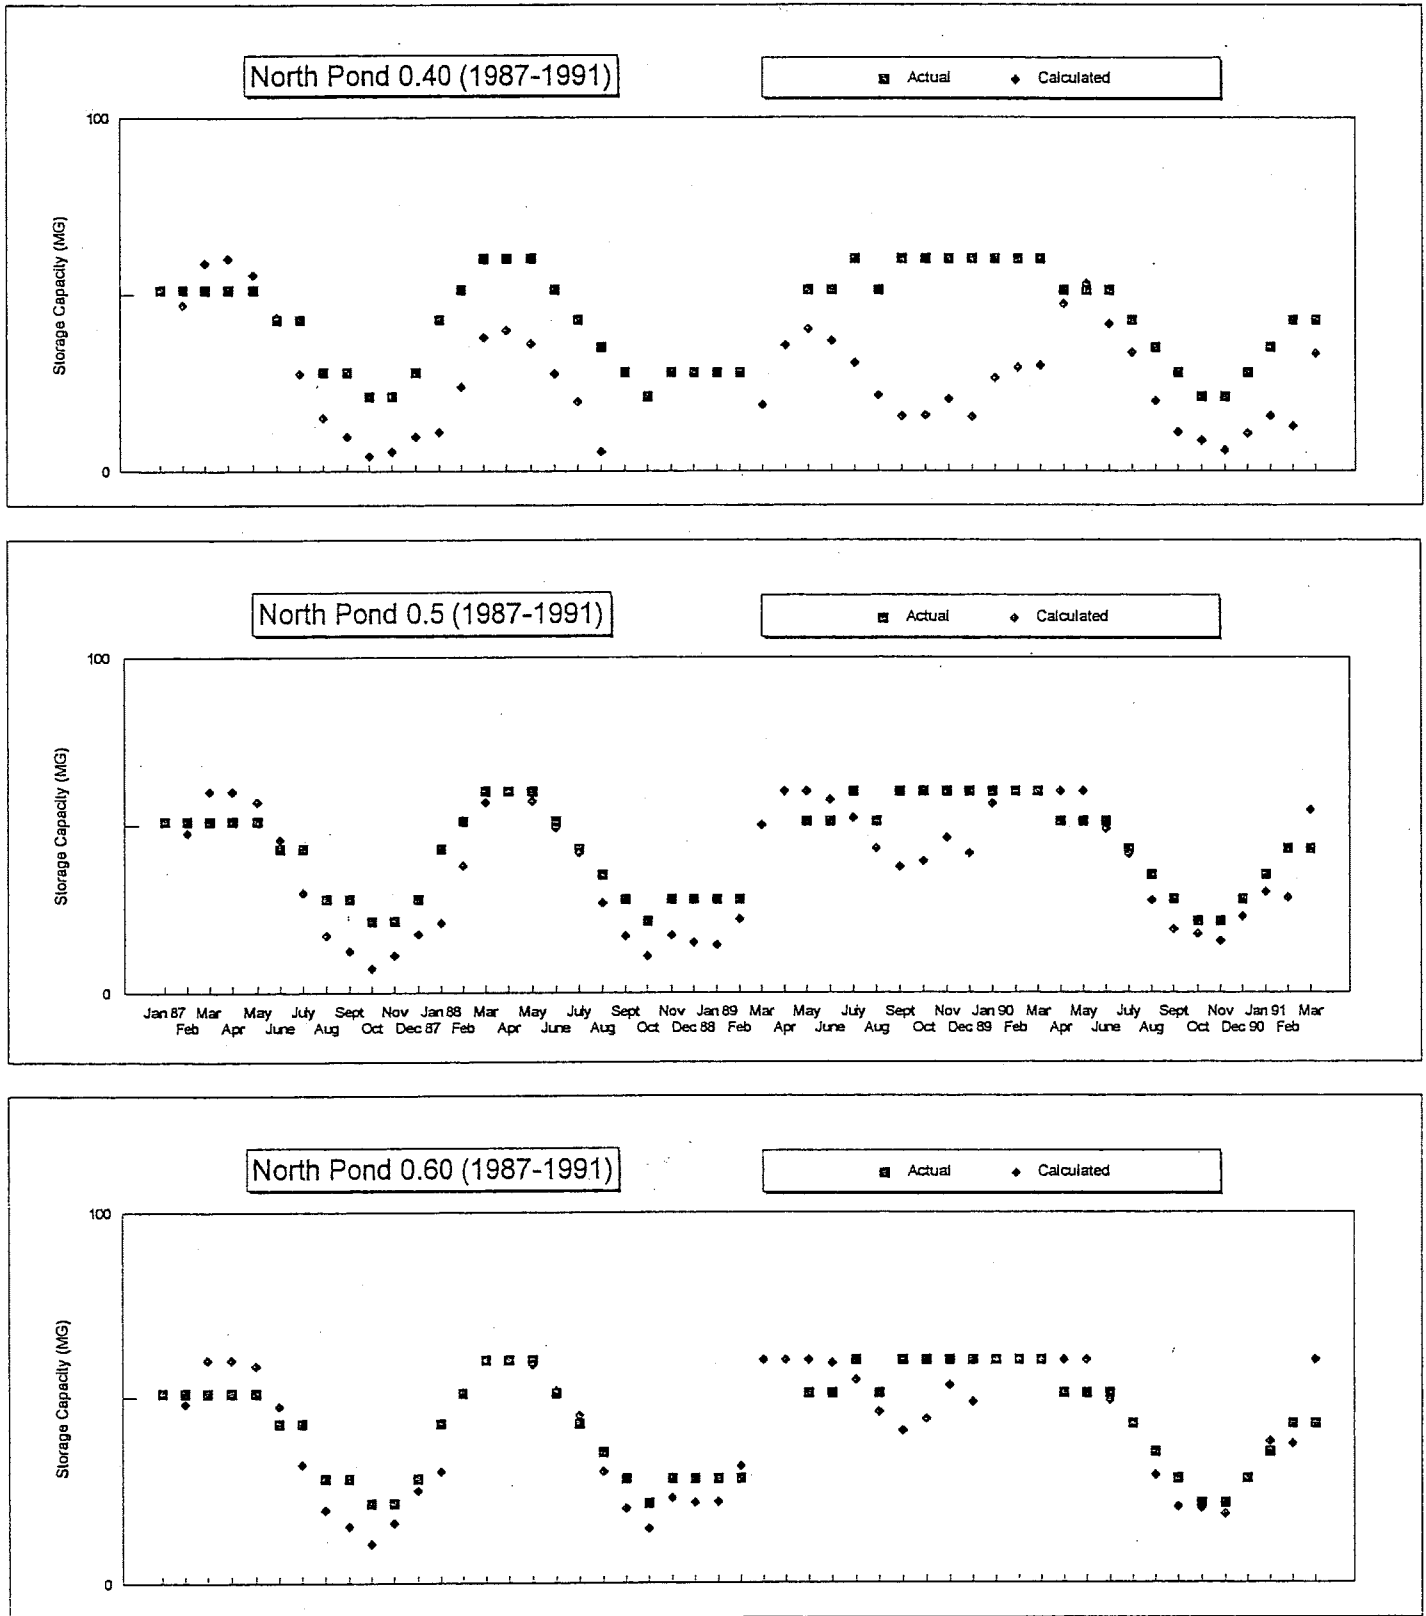 North Pond 0.40 (1987-1991)
Actual
Calculated
100
Storage Capacity (MG)
0
North Pond 0.5 (1987-1991)
Actual
Calculated
100
Storage Capacity (MG)
0
Jan 87 Mar May July Sept Nov Jan 88 Mar May July Sept Nov Jan 89 Mar May July Sept Nov Jan 90 Mar May July Sept Nov Jan 91 Mar
Feb Apr June Aug Oct Dec 87 Feb Apr June Aug Oct Dec 88 Feb Apr June Aug Oct Dec 89 Feb Apr June Aug Oct Dec 90 Feb
North Pond 0.60 (1987-1991)
Actual
Calculated
100
Storage Capacity (MG)
0